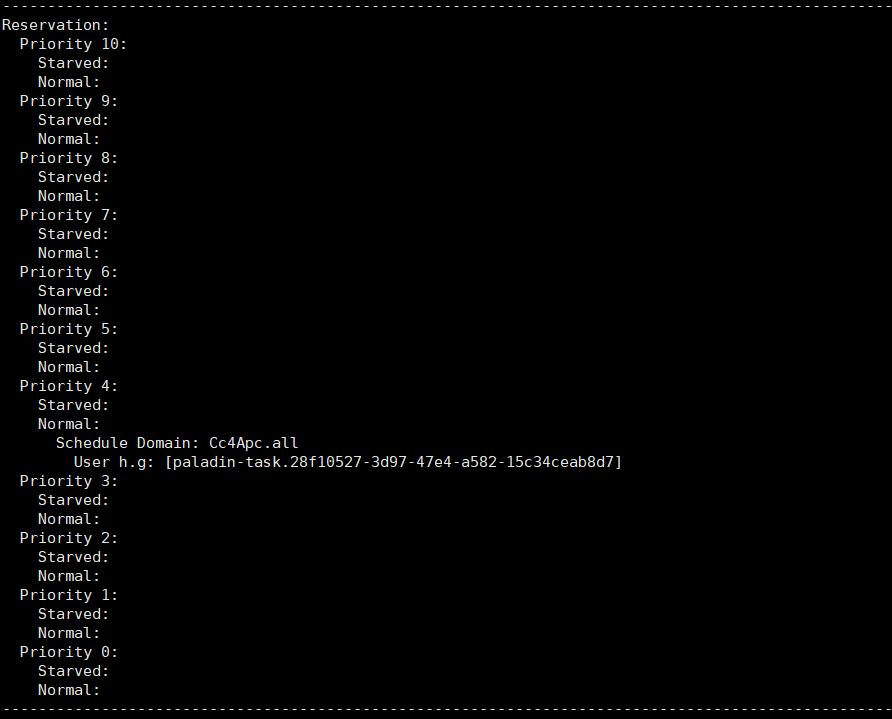 Reservation:
Priority 10:
Starved:
Normal:
Priority 9:
Starved:
Normal:
Priority 8:
Starved:
Normal:
Priority 7:
Starved:
Normal:
Priority 6:
Starved:
Normal:
Priority 5:
Starved:
Normal:
Priority 4:
Starved:
Normal:
Schedule Domain: Cc4Apc.all
User h.g: [paladin-task.28f10527-3d97-47e4-a582-15c34ceab8d7]
Priority 3:
Starved:
Normal:
Priority 2:
Starved:
Normal:
Priority 1:
Starved:
Normal:
Priority 0:
Starved:
Normal: